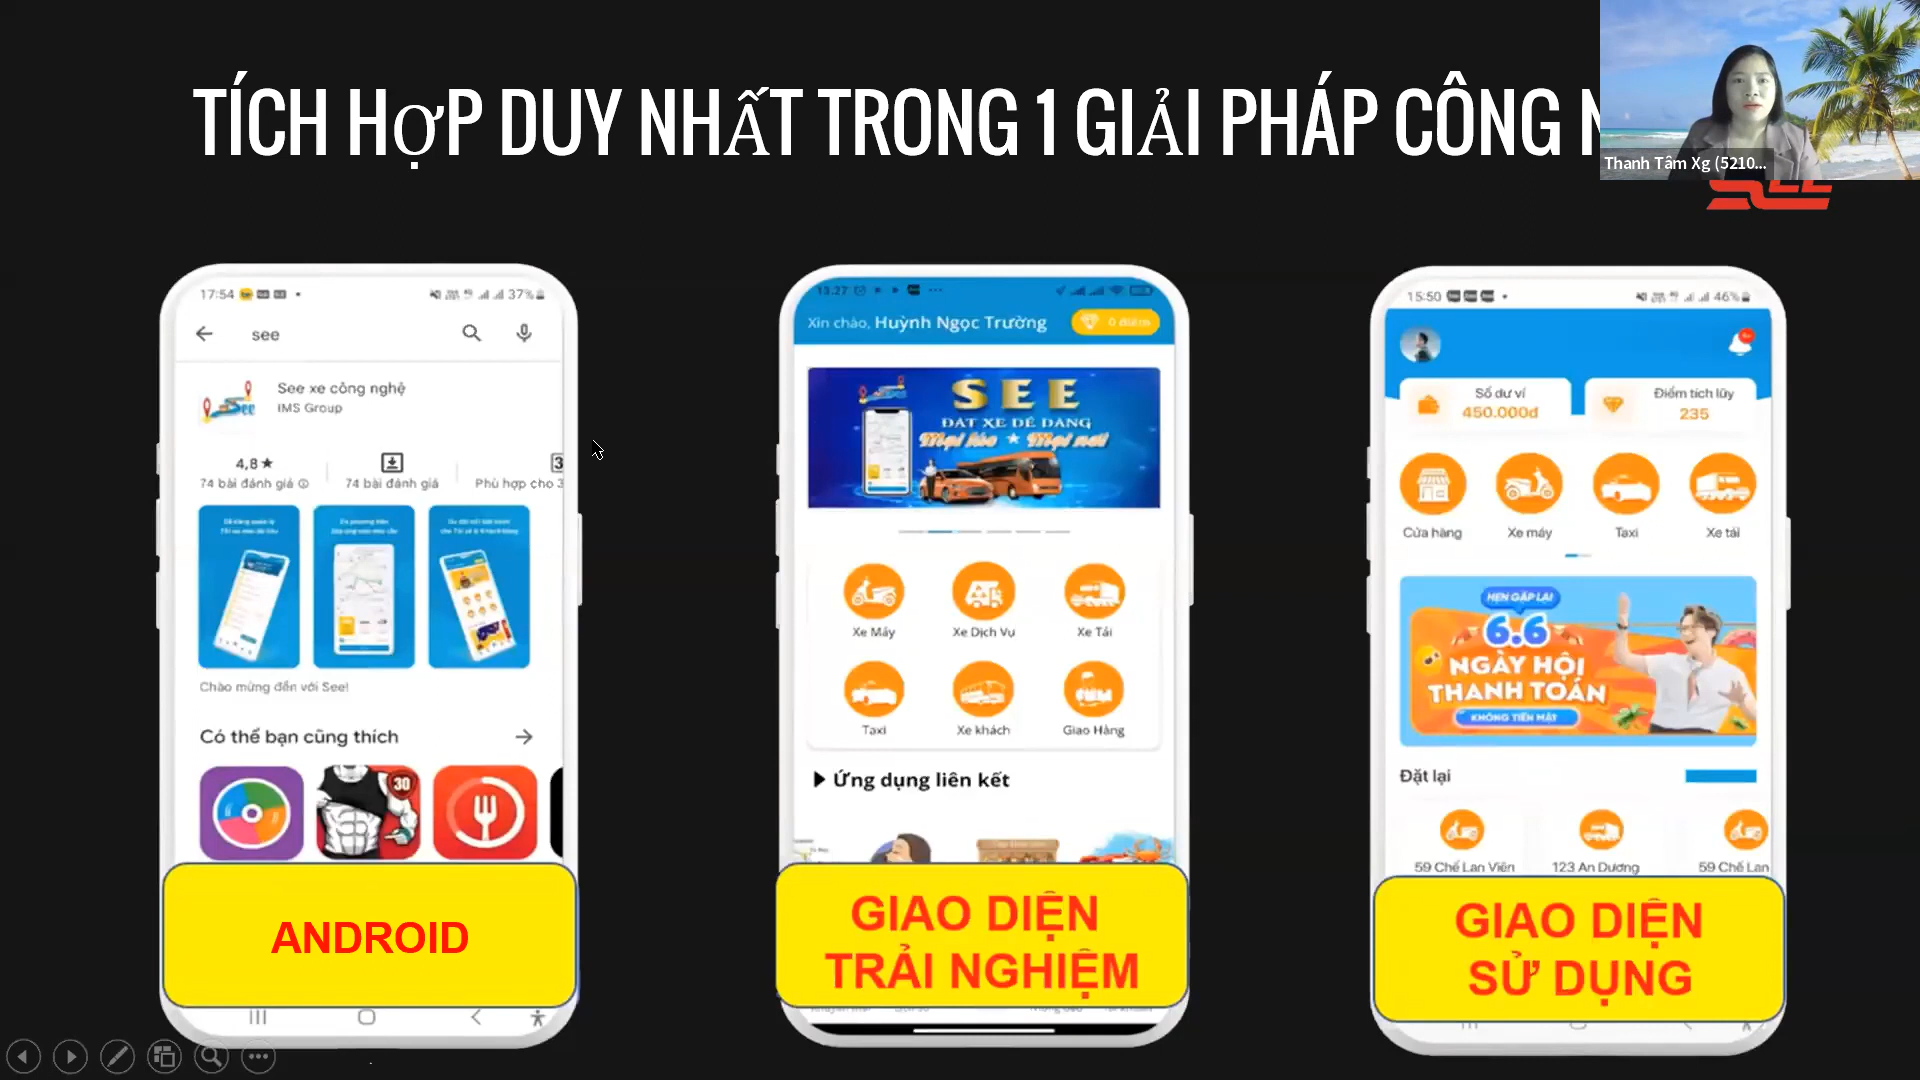 TÍCH HỢP DUY NHẤT TRONG 1 GIẢI PHÁP CÔNG
Thanh Tâm Xg (5210...
SEE
17:54
37%
see
See xe công nghệ
IMS Group
4,8★
74 bài đánh giá
74 bài đánh giá
Phù hợp cho 3
Chào mừng đến với See!
Có thể bạn cũng thích
30
ANDROID
13:27
Xin chào, Huỳnh Ngọc Trường
0 điểm
SEE
ĐẶT XE DỄ DÀNG
Mọi lúc ★ Mọi nơi
Xe Máy
Xe Dịch Vụ
Xe Tải
Taxi
Xe khách
Giao Hàng
Ứng dụng liên kết
GIAO DIỆN
TRẢI NGHIỆM
15:50
46%
Số dư ví
450.000đ
Điểm tích lũy
235
Cửa hàng
Xe máy
Taxi
Xe tải
HẸN GẶP LẠI
6.6
NGÀY HỘI
THANH TOÁN
KHÔNG TIỀN MẶT
Đặt lại
59 Chế Lan Viên
123 An Dương
59 Chế Lan
GIAO DIỆN
SỬ DỤNG